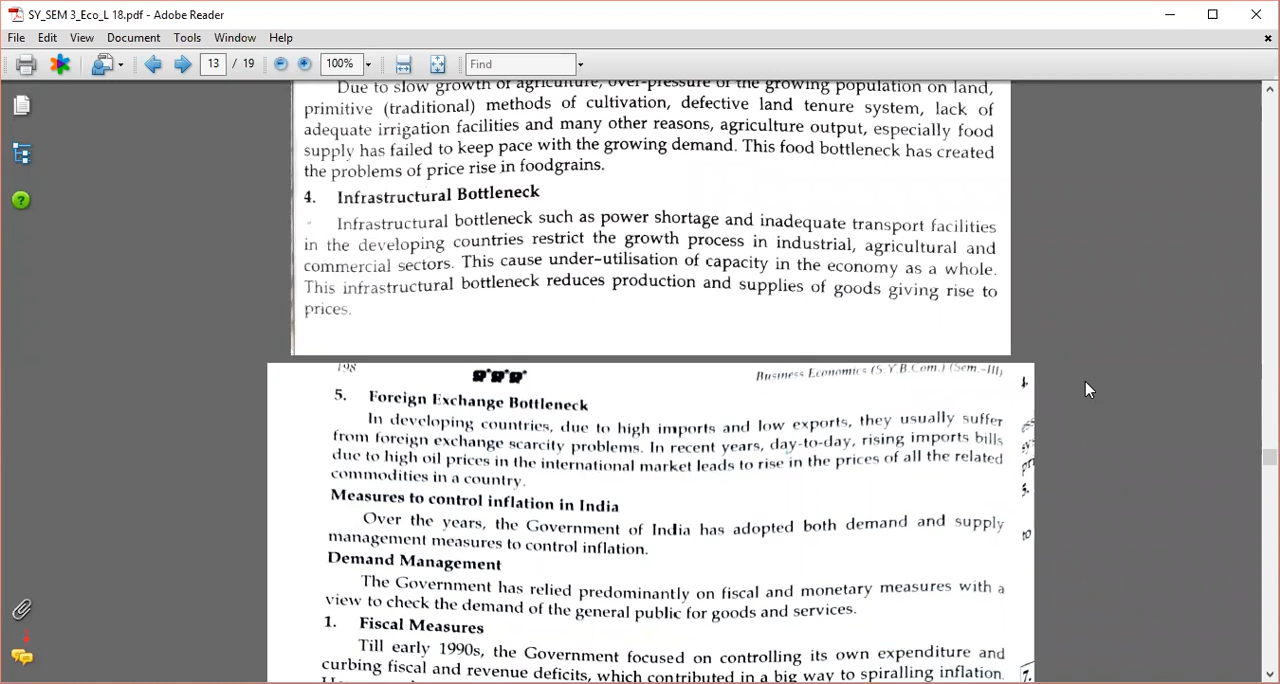 SY_SEM 3_Eco_L 18.pdf - Adobe Reader
File Edit View Document Tools Window Help
13 / 19 100% Find
Due to slow growth of agriculture, over-pressure of the growing population on land,
primitive (traditional) methods of cultivation, defective land tenure system, lack of
adequate irrigation facilities and many other reasons, agriculture output, especially food
supply has failed to keep pace with the growing demand. This food bottleneck has created
the problems of price rise in foodgrains.
4. Infrastructural Bottleneck
Infrastructural bottleneck such as power shortage and inadequate transport facilities
in the developing countries restrict the growth process in industrial, agricultural and
commercial sectors. This cause under-utilisation of capacity in the economy as a whole.
This infrastructural bottleneck reduces production and supplies of goods giving rise to
prices.
198 Business Economics (S.Y.B.Com.) (Sem.-III)
5. Foreign Exchange Bottleneck
In developing countries, due to high imports and low exports, they usually suffer
from foreign exchange scarcity problems. In recent years, day-to-day, rising imports bills
due to high oil prices in the international market leads to rise in the prices of all the related
commodities in a country.
Measures to control inflation in India
Over the years, the Government of India has adopted both demand and supply
management measures to control inflation.
Demand Management
The Government has relied predominantly on fiscal and monetary measures with a
view to check the demand of the general public for goods and services.
1. Fiscal Measures
Till early 1990s, the Government focused on controlling its own expenditure and
curbing fiscal and revenue deficits, which contributed in a big way to spiralling inflation.